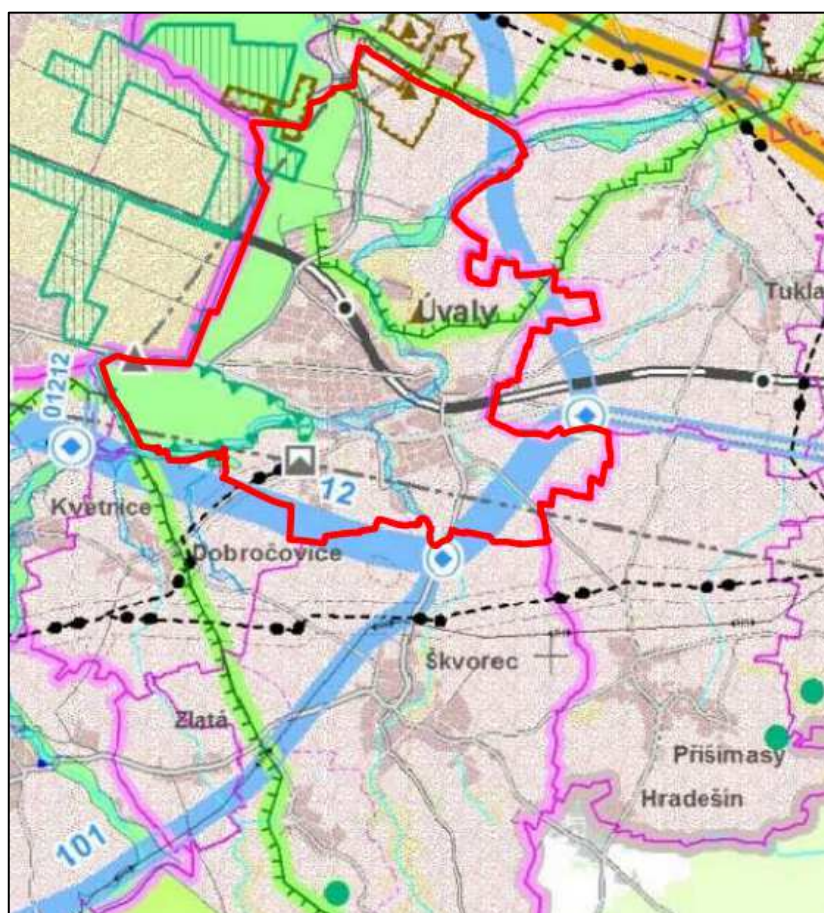 Úvaly
Tukla
01212
12
Květnice
Dobročovice
Škvorec
Zlatá
Přišimasy
Hradešín
101